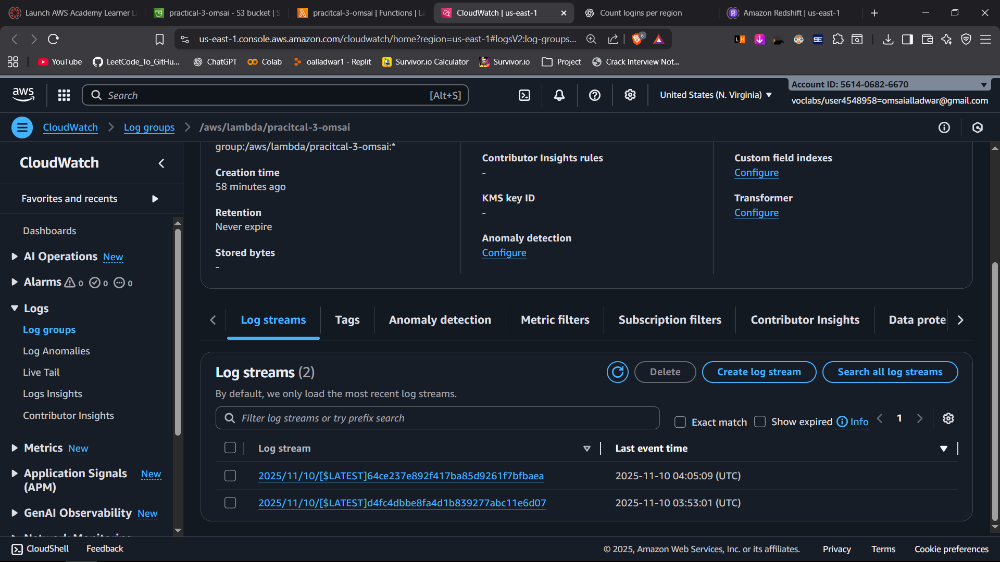 Launch AWS Academy Learner L
practical-3-omsai - S3 bucket | S
pracitcal-3-omsai | Functions | La
CloudWatch | us-east-1
Count logins per region
Amazon Redshift | us-east-1
us-east-1.console.aws.amazon.com/cloudwatch/home?region=us-east-1#logsV2:log-groups...
6
LH
SE
YouTube
LeetCode_To_GitHu...
ChatGPT
Colab
oalladwar1 - Replit
Survivor.io Calculator
Survivor.io
Project
Crack Interview Not...
aws
Search
[Alt+S]
United States (N. Virginia)
Account ID: 5614-0682-6670
voclabs/user4548958=omsaialladwar@gmail.com
CloudWatch
Log groups
/aws/lambda/pracitcal-3-omsai
CloudWatch
Favorites and recents
Dashboards
AI Operations New
Alarms 0 0 0
Logs
Log groups
Log Anomalies
Live Tail
Logs Insights
Contributor Insights
Metrics New
Application Signals New
(APM)
GenAI Observability New
Network Monitoring
group:/aws/lambda/pracitcal-3-omsai:*
Creation time
58 minutes ago
Retention
Never expire
Stored bytes
-
Contributor Insights rules
-
KMS key ID
-
Anomaly detection
Configure
Custom field indexes
Configure
Transformer
Configure
Log streams
Tags
Anomaly detection
Metric filters
Subscription filters
Contributor Insights
Data prote
Log streams (2)
Delete
Create log stream
Search all log streams
By default, we only load the most recent log streams.
Filter log streams or try prefix search
Exact match
Show expired
Info
1
Log stream
Last event time
2025/11/10/[$LATEST]64ce237e892f417ba85d9261f7bfbaea
2025-11-10 04:05:09 (UTC)
2025/11/10/[$LATEST]d4fc4dbbe8fa4d1b839277abc11e6d07
2025-11-10 03:53:01 (UTC)
CloudShell
Feedback
© 2025, Amazon Web Services, Inc. or its affiliates.
Privacy
Terms
Cookie preferences